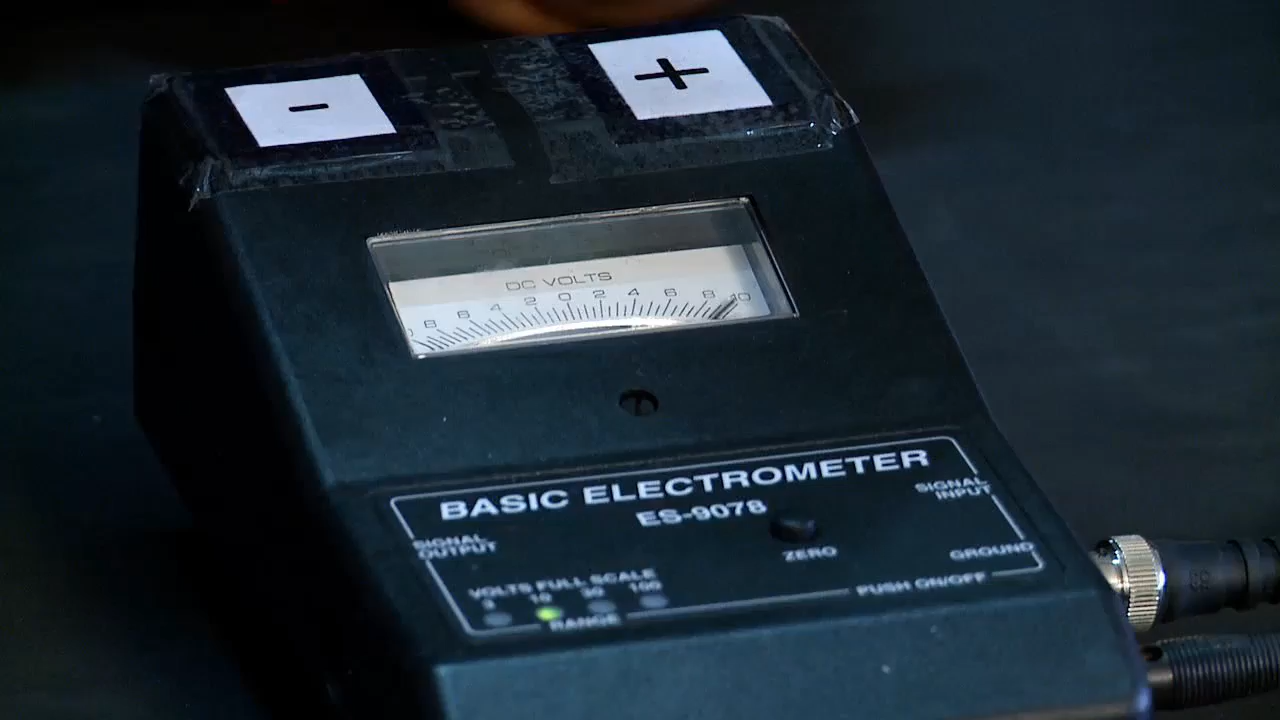 - +
DC VOLTS
8 6 4 2 0 2 4 6 8 10
BASIC ELECTROMETER
ES-9078
SIGNAL
INPUT
SIGNAL
OUTPUT
ZERO
GROUND
VOLTS FULL SCALE
3 10 30 100
RANGE
PUSH ON/OFF